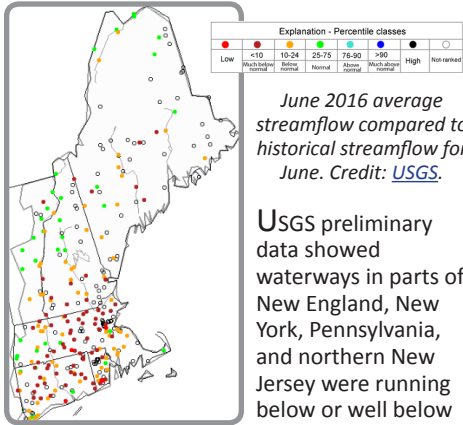 Explanation - Percentile classes
Low <10 10-24 25-75 76-90 >90 High Not-ranked
Much below normal Below normal Normal Above normal Much above normal
June 2016 average
streamflow compared to
historical streamflow for
June. Credit: USGS.
USGS preliminary
data showed
waterways in parts of
New England, New
York, Pennsylvania,
and northern New
Jersey were running
below or well below